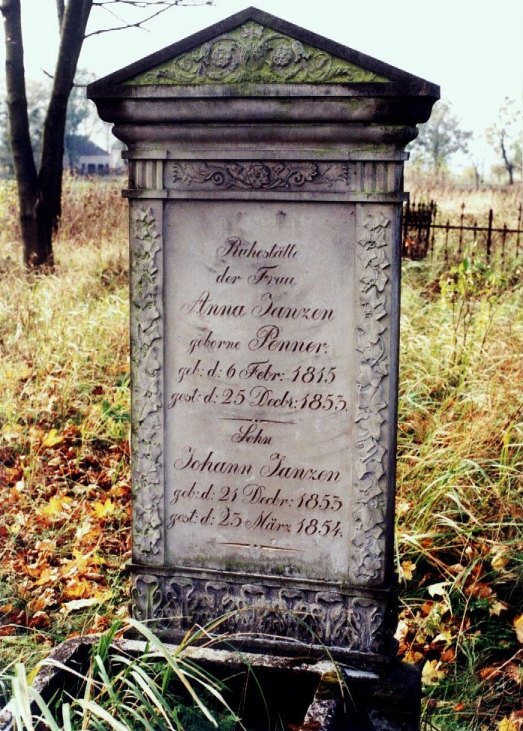 Ruhestätte
der Frau
Anna Janzen
geborne Penner.
geb: d: 6 Febr: 1815
gest: d: 25 Decbr: 1853.
Sohn
Johann Janzen
geb: d: 21 Decbr: 1853
gest: d: 23 März 1854.